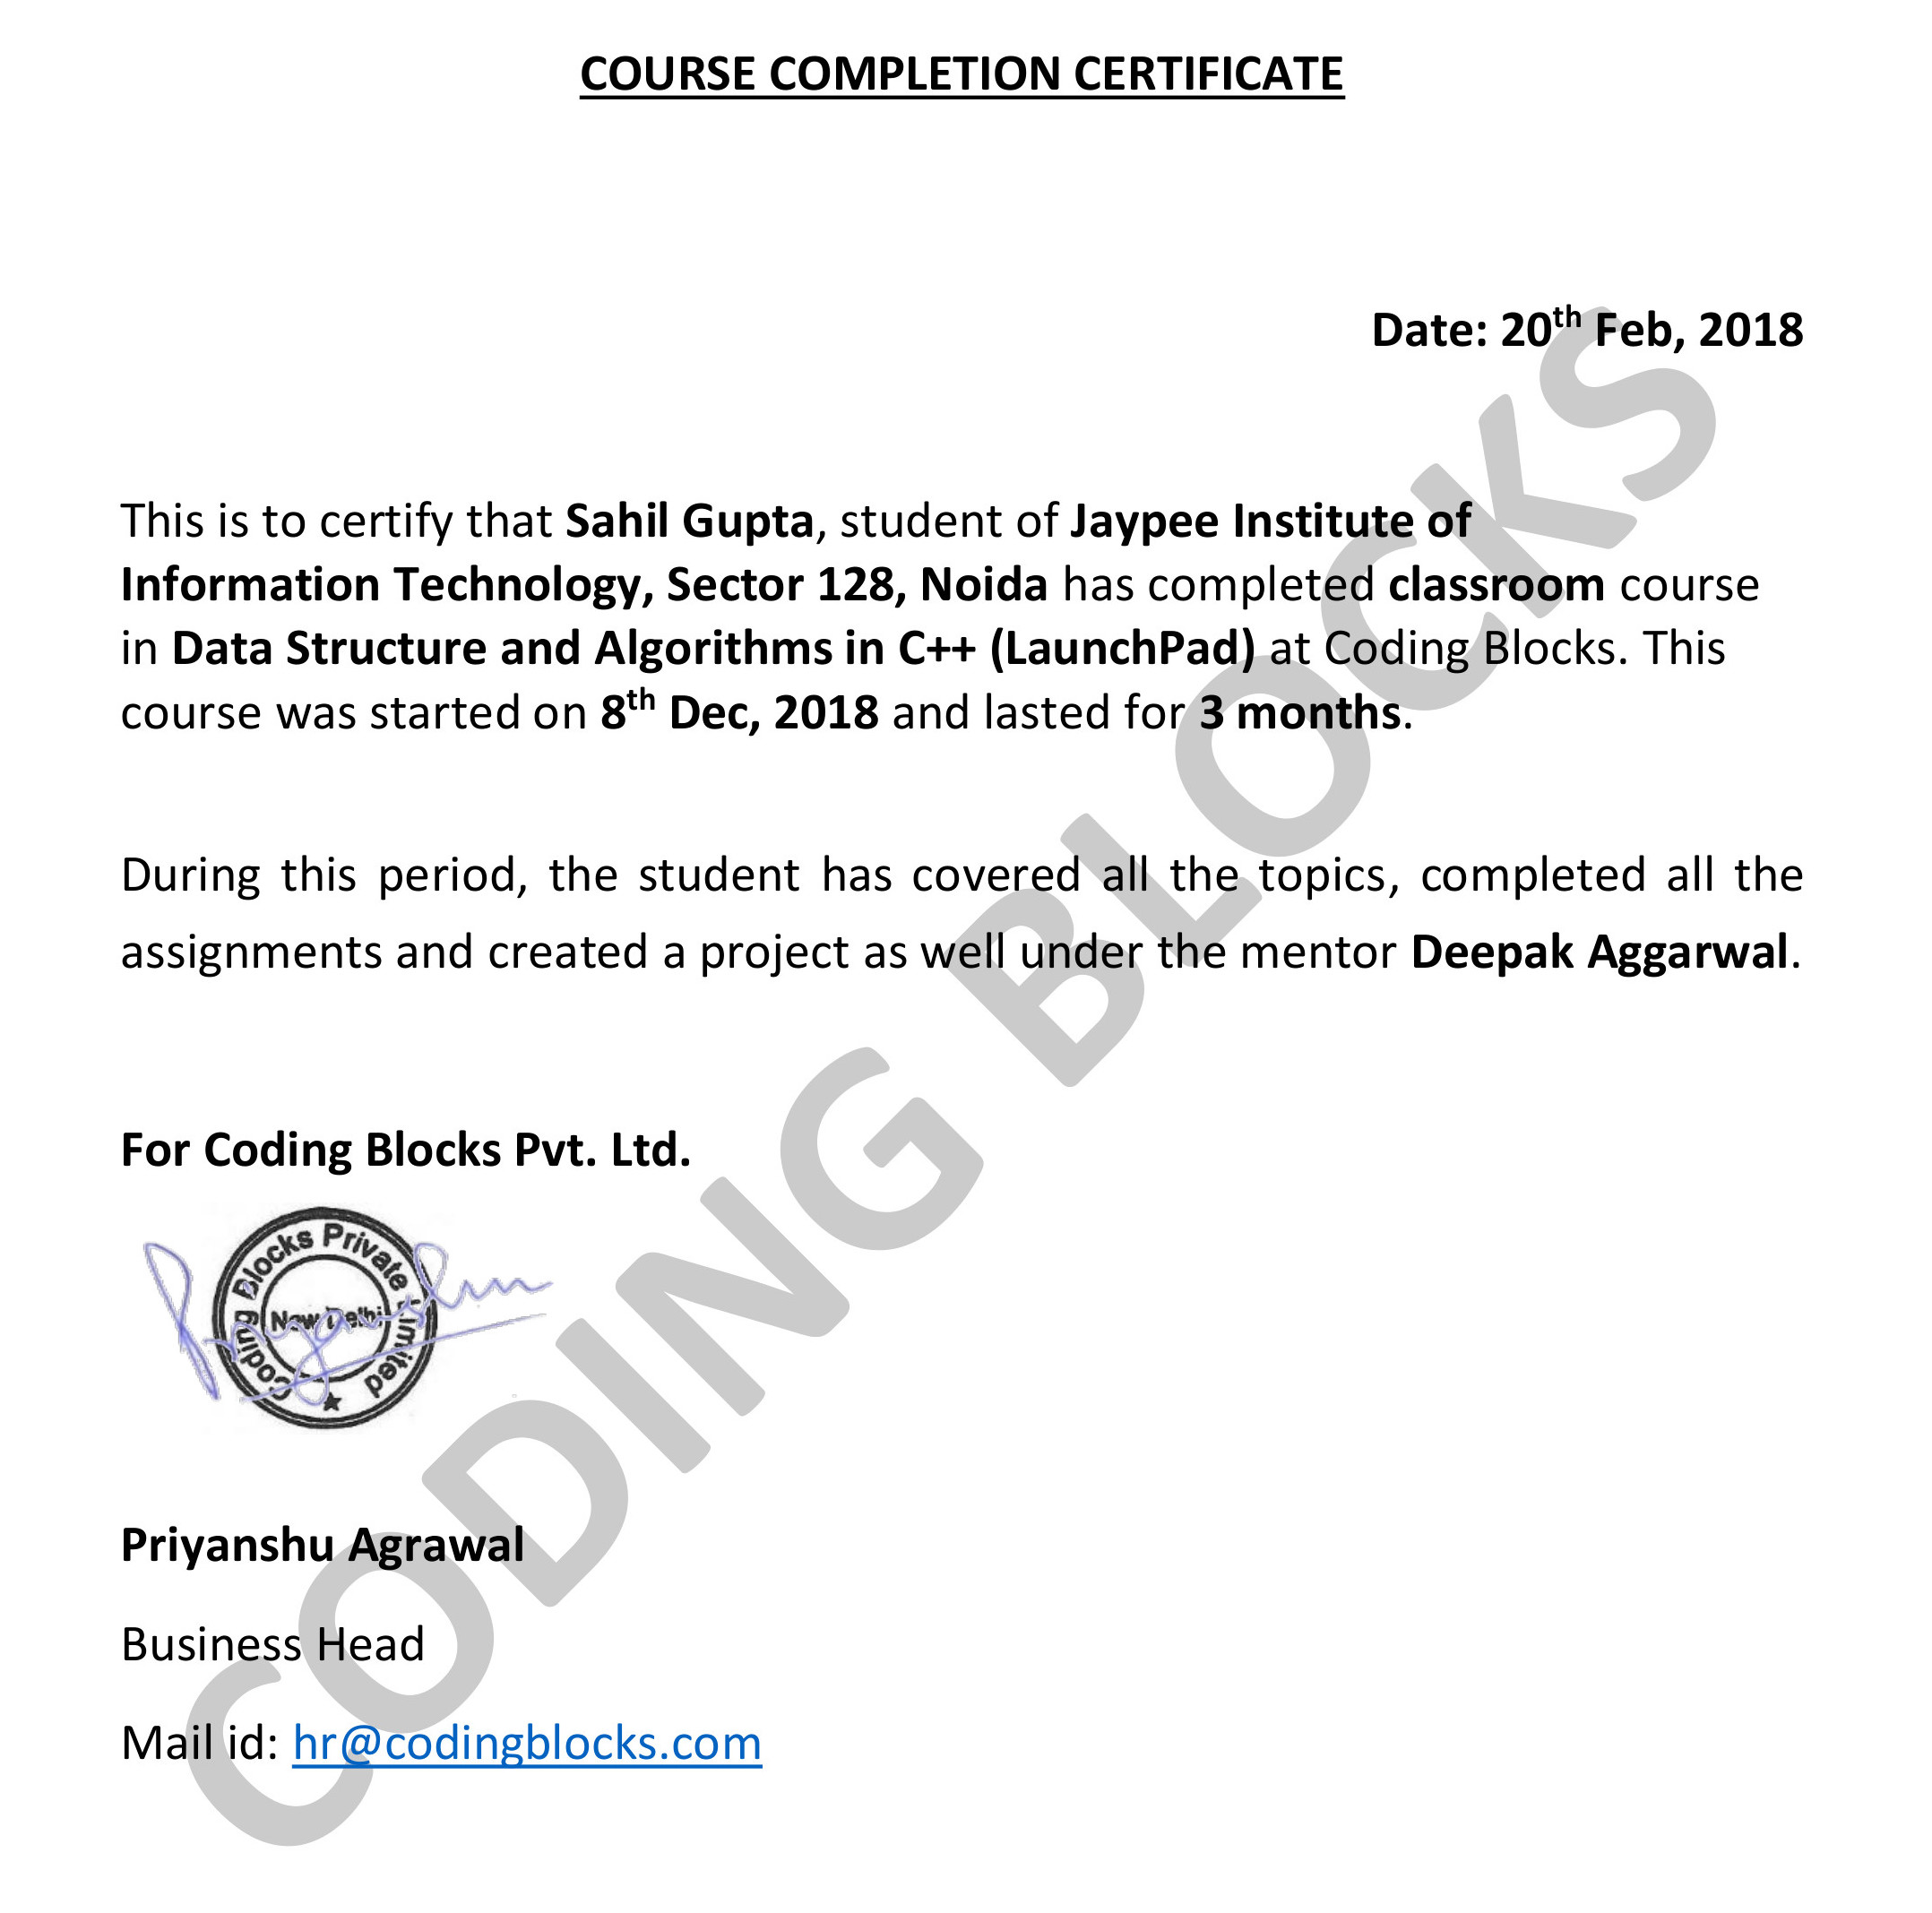 COURSE COMPLETION CERTIFICATE
Date: 20th Feb, 2018
This is to certify that Sahil Gupta, student of Jaypee Institute of
Information Technology, Sector 128, Noida has completed classroom course
in Data Structure and Algorithms in C++ (LaunchPad) at Coding Blocks. This
course was started on 8th Dec, 2018 and lasted for 3 months.
During this period, the student has covered all the topics, completed all the
assignments and created a project as well under the mentor Deepak Aggarwal.
For Coding Blocks Pvt. Ltd.
Coding Blocks Private Limited
New Delhi
Priyanshu
Priyanshu Agrawal
Business Head
Mail id: hr@codingblocks.com
CODING BLOCKS